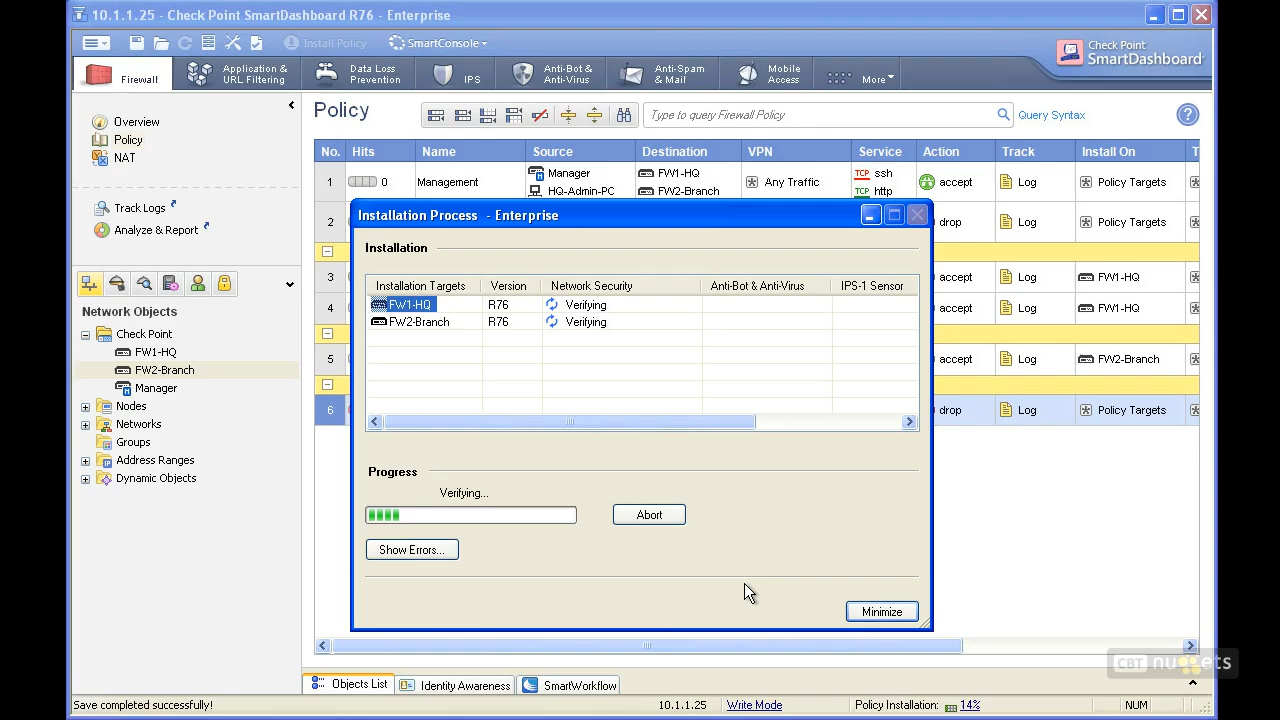 10.1.1.25 - Check Point SmartDashboard R76 - Enterprise
Install Policy
SmartConsole
Check Point
SmartDashboard
Firewall
Application & URL Filtering
Data Loss Prevention
IPS
Anti-Bot & Anti-Virus
Anti-Spam & Mail
Mobile Access
More
Overview
Policy
NAT
Track Logs
Analyze & Report
Network Objects
Check Point
FW1-HQ
FW2-Branch
Manager
Nodes
Networks
Groups
Address Ranges
Dynamic Objects
Policy
Type to query Firewall Policy
Query Syntax
No. Hits Name Source Destination VPN Service Action Track Install On T
1 0 Management Manager FW1-HQ Any Traffic TCP ssh accept Log Policy Targets
HQ-Admin-PC FW2-Branch TCP http
2 drop Log Policy Targets
3 accept Log FW1-HQ
4 accept Log FW1-HQ
5 accept Log FW2-Branch
6 drop Log Policy Targets
Installation Process - Enterprise
Installation
Installation Targets Version Network Security Anti-Bot & Anti-Virus IPS-1 Sensor
FW1-HQ R76 Verifying
FW2-Branch R76 Verifying
Progress
Verifying...
Abort
Show Errors...
Minimize
CBT nuggets
Objects List
Identity Awareness
SmartWorkflow
Save completed successfully! 10.1.1.25 Write Mode Policy Installation: 14% NUM